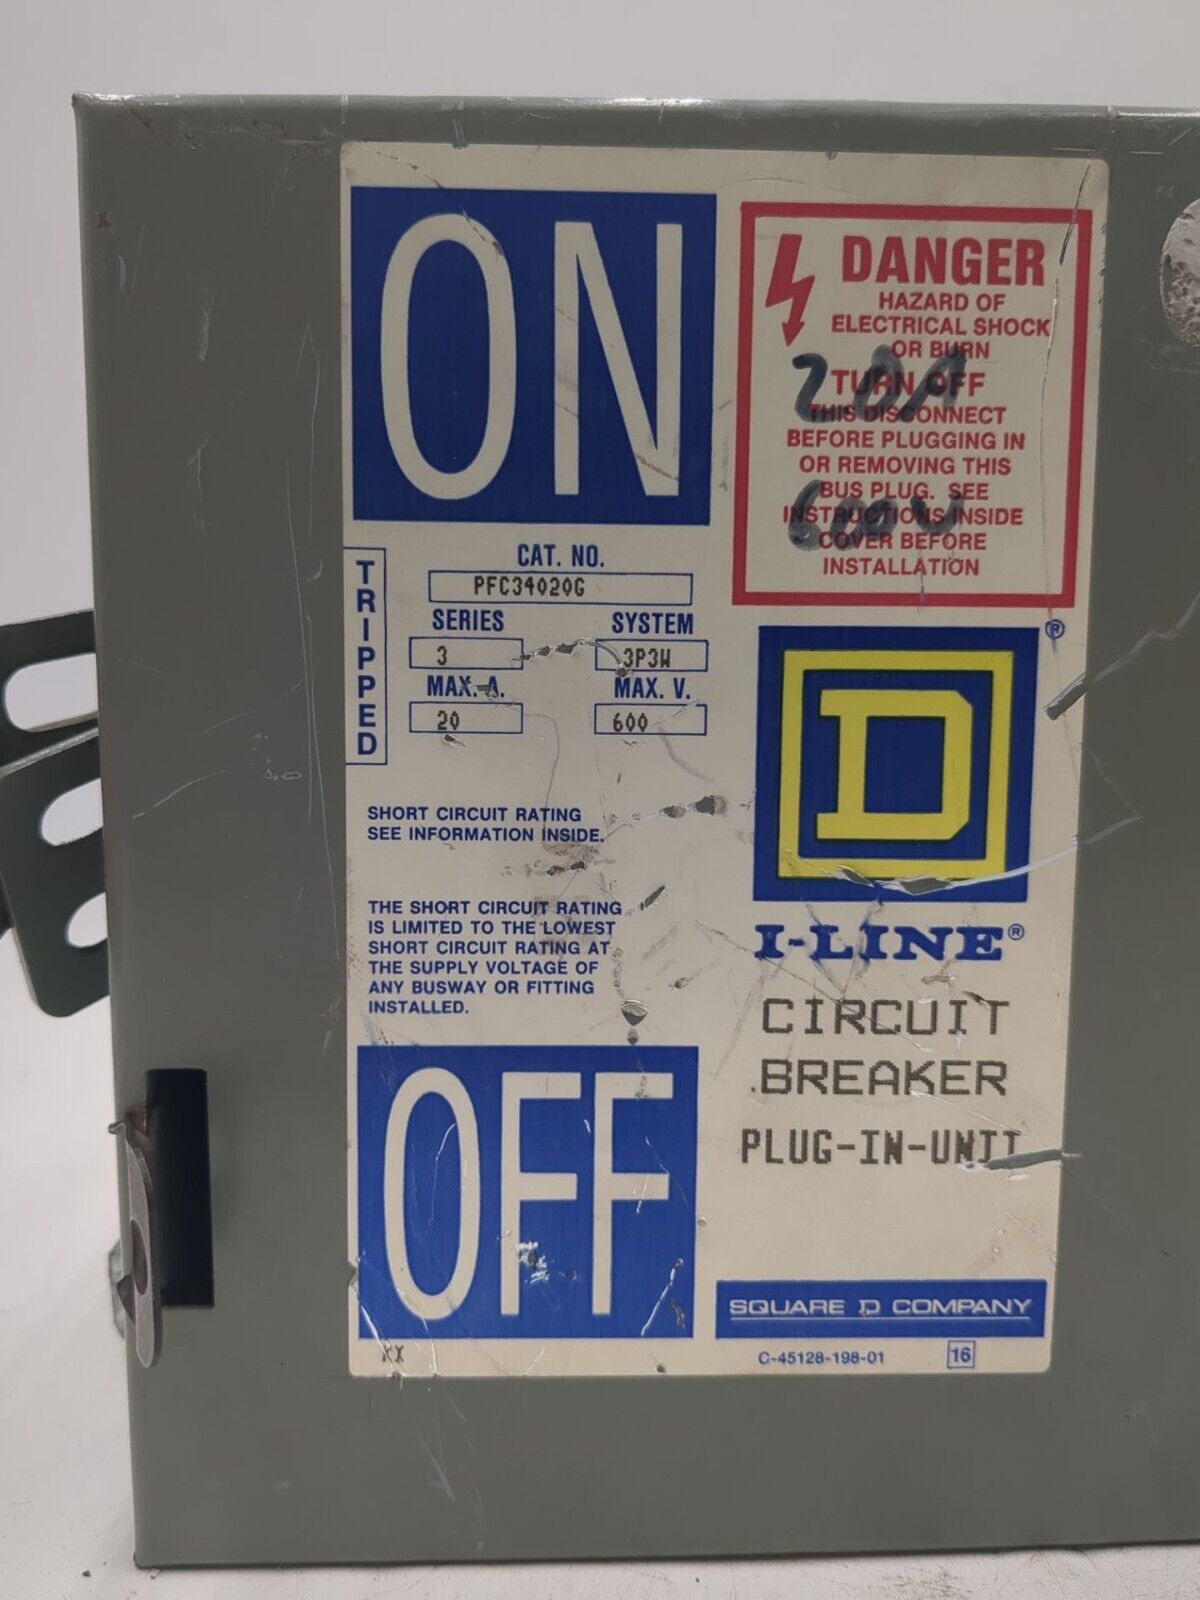 ON
DANGER
HAZARD OF
ELECTRICAL SHOCK
OR BURN
TURN OFF
THIS DISCONNECT
BEFORE PLUGGING IN
OR REMOVING THIS
BUS PLUG. SEE
INSTRUCTIONS INSIDE
COVER BEFORE
INSTALLATION
20A
600V
TRIPPED
CAT. NO.
PFC34020G
SERIES SYSTEM
3 3P3W
MAX. A. MAX. V.
20 600
SHORT CIRCUIT RATING
SEE INFORMATION INSIDE.
THE SHORT CIRCUIT RATING
IS LIMITED TO THE LOWEST
SHORT CIRCUIT RATING AT
THE SUPPLY VOLTAGE OF
ANY BUSWAY OR FITTING
INSTALLED.
D ®
I-LINE®
CIRCUIT
BREAKER
PLUG-IN-UNIT
OFF
SQUARE D COMPANY
C-45128-198-01 16